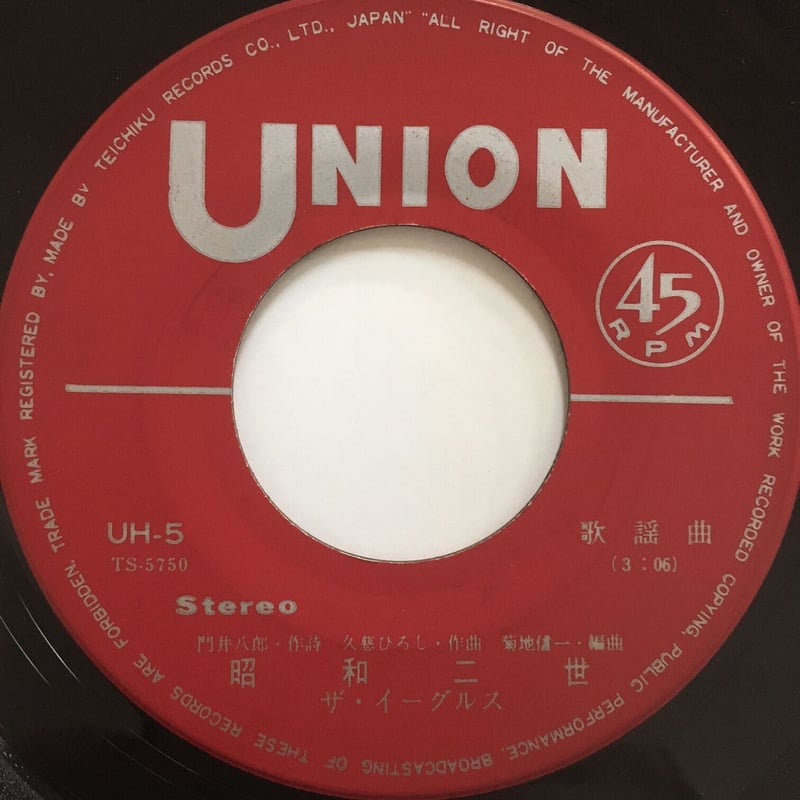 TRADE MARK REGISTERED BY, MADE BY TEICHIKU RECORDS CO., LTD., JAPAN" "ALL RIGHT OF THE MANUFACTURER AND OWNER OF THE WORK RECORDED COPYING, PUBLIC PERFORMANCE, BROADCASTING OF THESE RECORDS ARE FORBIDDEN,
UNION
45
RPM
UH-5
歌謡曲
TS-5750
(3:06)
Stereo
門井八郎・作詩 久慈ひろし・作曲 菊地信一・編曲
昭和二世
ザ・イーグルス